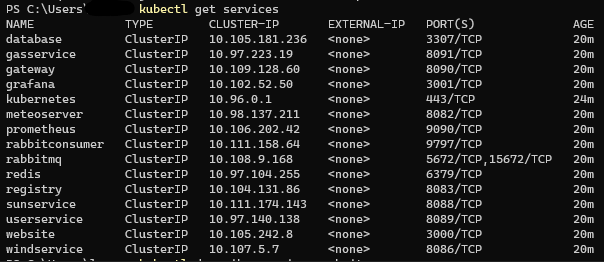 PS C:\Users\ kubectl get services
NAME TYPE CLUSTER-IP EXTERNAL-IP PORT(S) AGE
database ClusterIP 10.105.181.236 <none> 3307/TCP 20m
gasservice ClusterIP 10.97.223.19 <none> 8091/TCP 20m
gateway ClusterIP 10.109.128.60 <none> 8090/TCP 20m
grafana ClusterIP 10.102.52.50 <none> 3001/TCP 20m
kubernetes ClusterIP 10.96.0.1 <none> 443/TCP 24m
meteoserver ClusterIP 10.98.137.211 <none> 8082/TCP 20m
prometheus ClusterIP 10.106.202.42 <none> 9090/TCP 20m
rabbitconsumer ClusterIP 10.111.158.64 <none> 9797/TCP 20m
rabbitmq ClusterIP 10.108.9.168 <none> 5672/TCP,15672/TCP 20m
redis ClusterIP 10.97.104.255 <none> 6379/TCP 20m
registry ClusterIP 10.104.131.86 <none> 8083/TCP 20m
sunservice ClusterIP 10.111.174.143 <none> 8088/TCP 20m
userservice ClusterIP 10.97.140.138 <none> 8089/TCP 20m
website ClusterIP 10.105.242.8 <none> 3000/TCP 20m
windservice ClusterIP 10.107.5.7 <none> 8086/TCP 20m